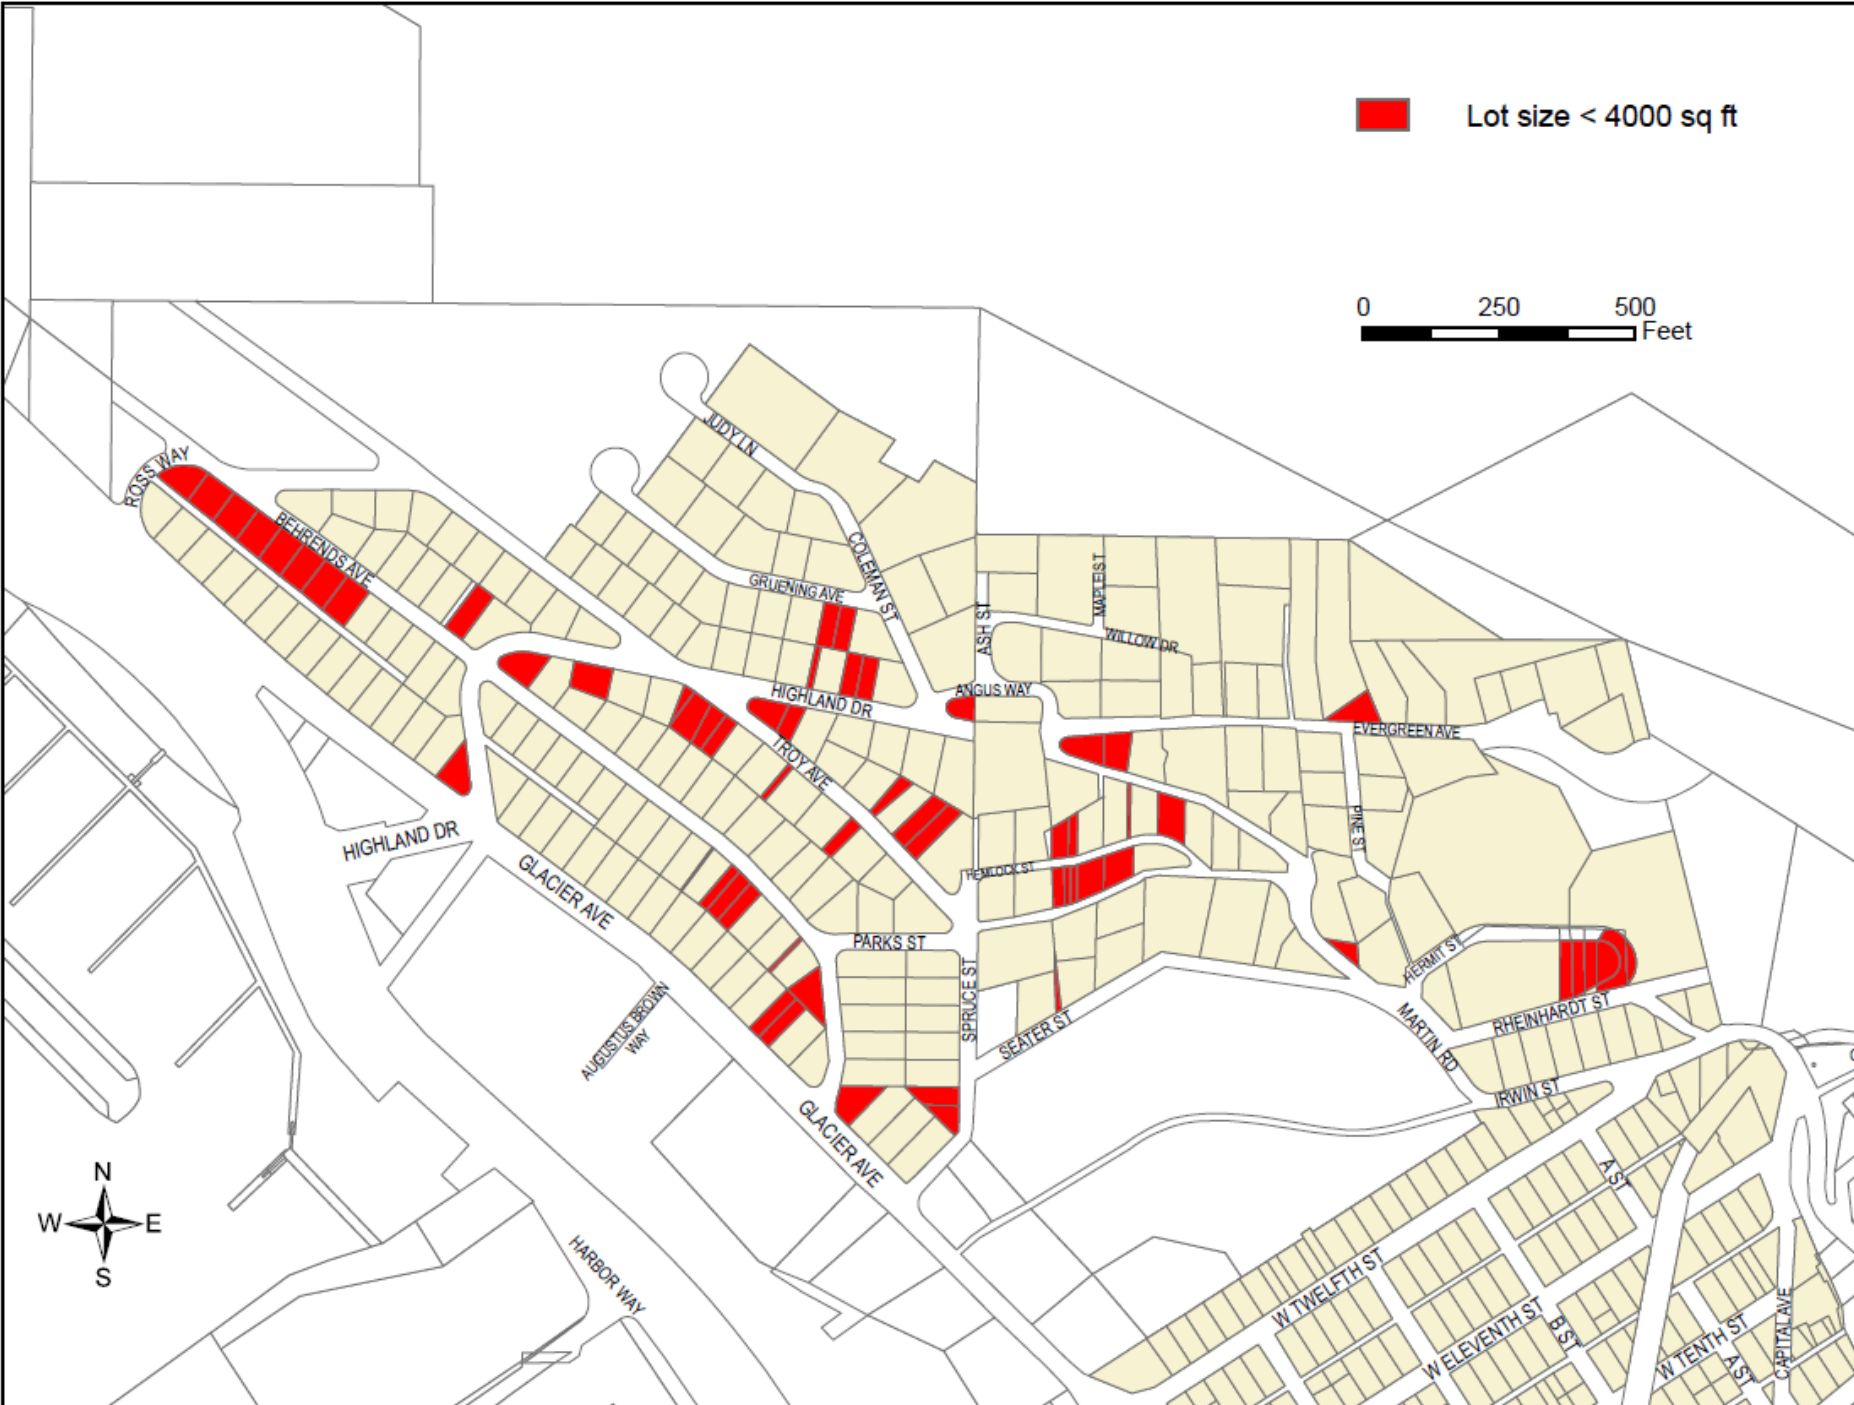 Lot size < 4000 sq ft
0 250 500
Feet
JUDY LN
ROSS WAY
BEHRENDS AVE
COLEMAN ST
GRUENING AVE
MAPLE ST
ASH ST
WILLOW DR
ANGUS WAY
HIGHLAND DR
EVERGREEN AVE
TROY AVE
PINE ST
HIGHLAND DR
HEMLOCK ST
GLACIER AVE
PARKS ST
HERMIT ST
SPRUCE ST
AUGUSTUS BROWN
WAY
SEATER ST
RHEINHARDT ST
MARTIN RD
IRWIN ST
GLACIER AVE
A ST
N
W E
S
HARBOR WAY
W TWELFTH ST
W ELEVENTH ST
B ST
W TENTH ST
A ST
CAPITAL AVE